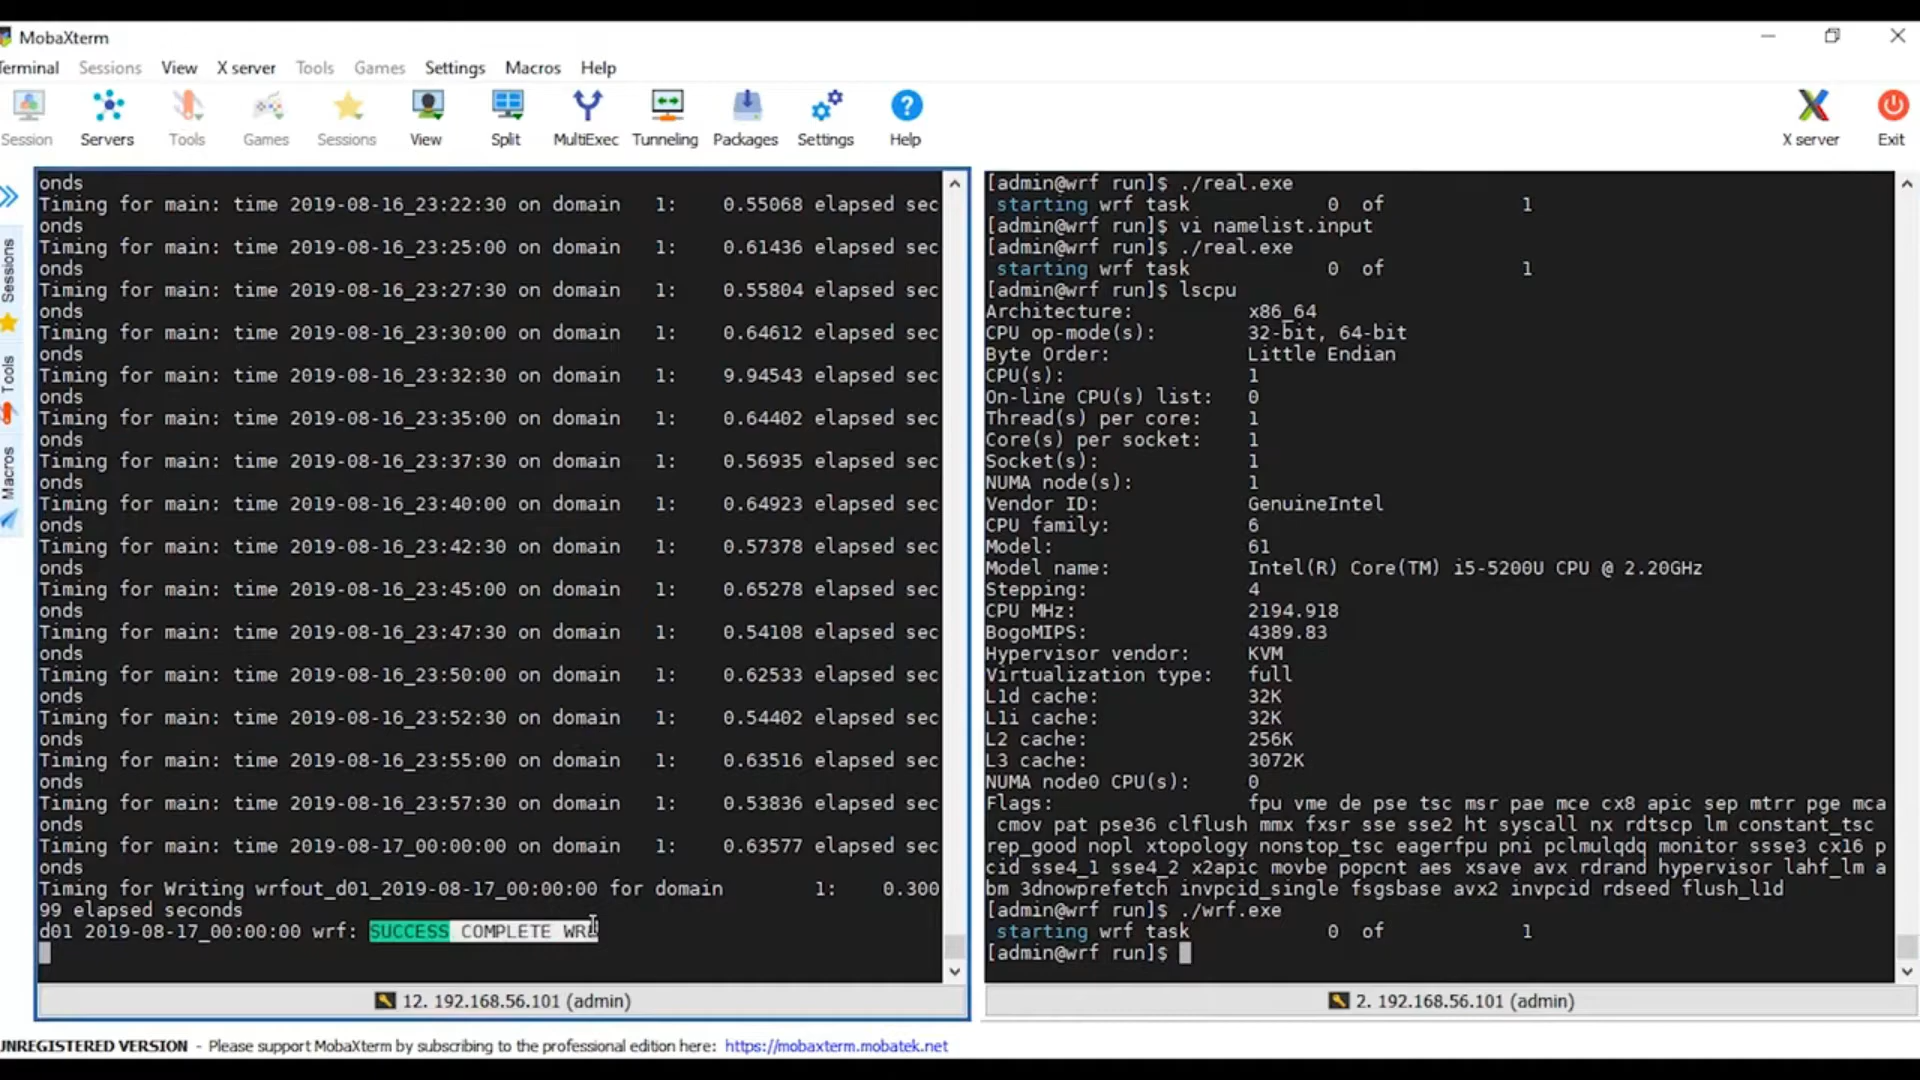 MobaXterm
Terminal Sessions View X server Tools Games Settings Macros Help
Session Servers Tools Games Sessions View Split MultiExec Tunneling Packages Settings Help X server Exit
Sessions
Tools
Macros
onds
Timing for main: time 2019-08-16_23:22:30 on domain   1:    0.55068 elapsed sec
onds
Timing for main: time 2019-08-16_23:25:00 on domain   1:    0.61436 elapsed sec
onds
Timing for main: time 2019-08-16_23:27:30 on domain   1:    0.55804 elapsed sec
onds
Timing for main: time 2019-08-16_23:30:00 on domain   1:    0.64612 elapsed sec
onds
Timing for main: time 2019-08-16_23:32:30 on domain   1:    9.94543 elapsed sec
onds
Timing for main: time 2019-08-16_23:35:00 on domain   1:    0.64402 elapsed sec
onds
Timing for main: time 2019-08-16_23:37:30 on domain   1:    0.56935 elapsed sec
onds
Timing for main: time 2019-08-16_23:40:00 on domain   1:    0.64923 elapsed sec
onds
Timing for main: time 2019-08-16_23:42:30 on domain   1:    0.57378 elapsed sec
onds
Timing for main: time 2019-08-16_23:45:00 on domain   1:    0.65278 elapsed sec
onds
Timing for main: time 2019-08-16_23:47:30 on domain   1:    0.54108 elapsed sec
onds
Timing for main: time 2019-08-16_23:50:00 on domain   1:    0.62533 elapsed sec
onds
Timing for main: time 2019-08-16_23:52:30 on domain   1:    0.54402 elapsed sec
onds
Timing for main: time 2019-08-16_23:55:00 on domain   1:    0.63516 elapsed sec
onds
Timing for main: time 2019-08-16_23:57:30 on domain   1:    0.53836 elapsed sec
onds
Timing for main: time 2019-08-17_00:00:00 on domain   1:    0.63577 elapsed sec
onds
Timing for Writing wrfout_d01_2019-08-17_00:00:00 for domain        1:    0.300
99 elapsed seconds
d01 2019-08-17_00:00:00 wrf: SUCCESS COMPLETE WRF
12. 192.168.56.101 (admin)
[admin@wrf run]$ ./real.exe
starting wrf task            0  of            1
[admin@wrf run]$ vi namelist.input
[admin@wrf run]$ ./real.exe
starting wrf task            0  of            1
[admin@wrf run]$ lscpu
Architecture:          x86_64
CPU op-mode(s):        32-bit, 64-bit
Byte Order:            Little Endian
CPU(s):                1
On-line CPU(s) list:   0
Thread(s) per core:    1
Core(s) per socket:    1
Socket(s):             1
NUMA node(s):          1
Vendor ID:             GenuineIntel
CPU family:            6
Model:                 61
Model name:            Intel(R) Core(TM) i5-5200U CPU @ 2.20GHz
Stepping:              4
CPU MHz:               2194.918
BogoMIPS:              4389.83
Hypervisor vendor:     KVM
Virtualization type:   full
L1d cache:             32K
L1i cache:             32K
L2 cache:              256K
L3 cache:              3072K
NUMA node0 CPU(s):     0
Flags:                 fpu vme de pse tsc msr pae mce cx8 apic sep mtrr pge mca
cmov pat pse36 clflush mmx fxsr sse sse2 ht syscall nx rdtscp lm constant_tsc
rep_good nopl xtopology nonstop_tsc eagerfpu pni pclmulqdq monitor ssse3 cx16 p
cid sse4_1 sse4_2 x2apic movbe popcnt aes xsave avx rdrand hypervisor lahf_lm a
bm 3dnowprefetch invpcid_single fsgsbase avx2 invpcid rdseed flush_l1d
[admin@wrf run]$ ./wrf.exe
starting wrf task            0  of            1
[admin@wrf run]$
2. 192.168.56.101 (admin)
UNREGISTERED VERSION - Please support MobaXterm by subscribing to the professional edition here: https://mobaxterm.mobatek.net